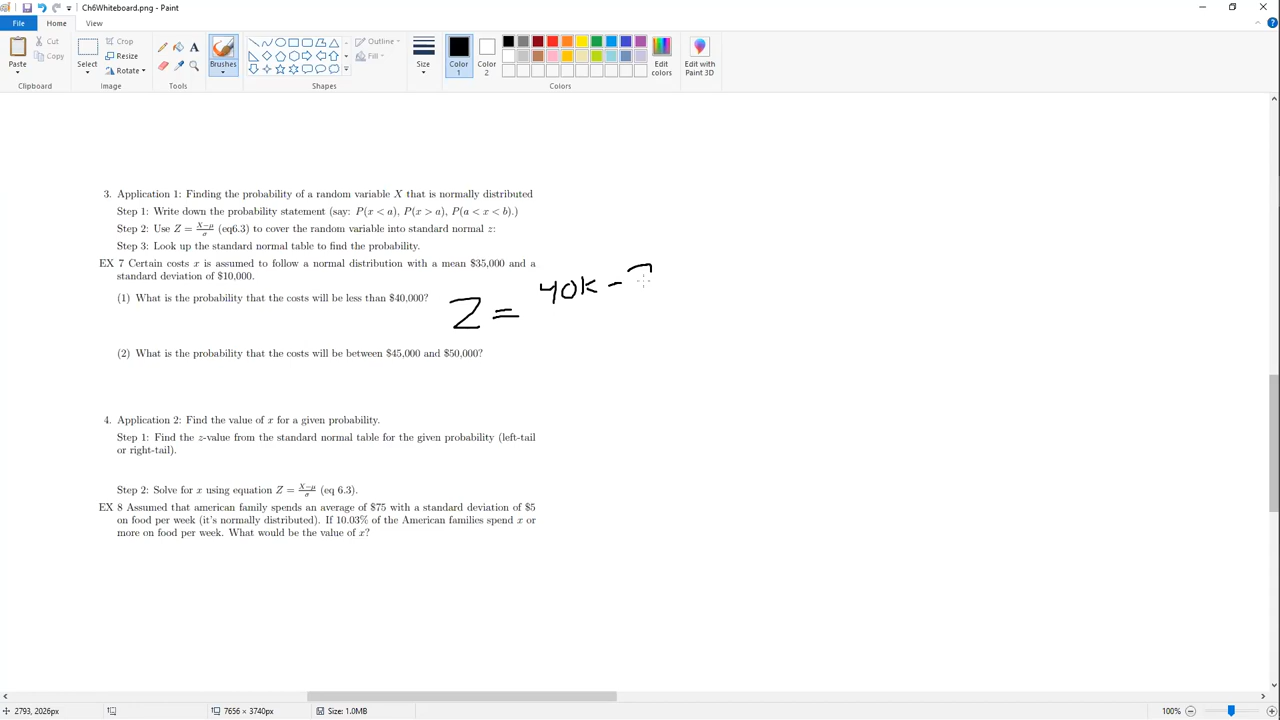 Ch6Whiteboard.png - Paint
File Home View
Paste
Cut
Copy
Clipboard
Select
Crop
Resize
Rotate
Image
Tools
Brushes
Shapes
Outline
Fill
Size
Color 1
Color 2
Colors
Edit colors
Edit with Paint 3D
3. Application 1: Finding the probability of a random variable X that is normally distributed
Step 1: Write down the probability statement (say: P(x < a), P(x > a), P(a < x < b).)
Step 2: Use Z = X−μ/σ (eq6.3) to cover the random variable into standard normal z:
Step 3: Look up the standard normal table to find the probability.
EX 7 Certain costs x is assumed to follow a normal distribution with a mean $35,000 and a
standard deviation of $10,000.
(1) What is the probability that the costs will be less than $40,000?
Z = 40K −
(2) What is the probability that the costs will be between $45,000 and $50,000?
4. Application 2: Find the value of x for a given probability.
Step 1: Find the z-value from the standard normal table for the given probability (left-tail
or right-tail).
Step 2: Solve for x using equation Z = X−μ/σ (eq 6.3).
EX 8 Assumed that american family spends an average of $75 with a standard deviation of $5
on food per week (it's normally distributed). If 10.03% of the American families spend x or
more on food per week. What would be the value of x?
2793, 2026px
7656 × 3740px
Size: 1.0MB
100%